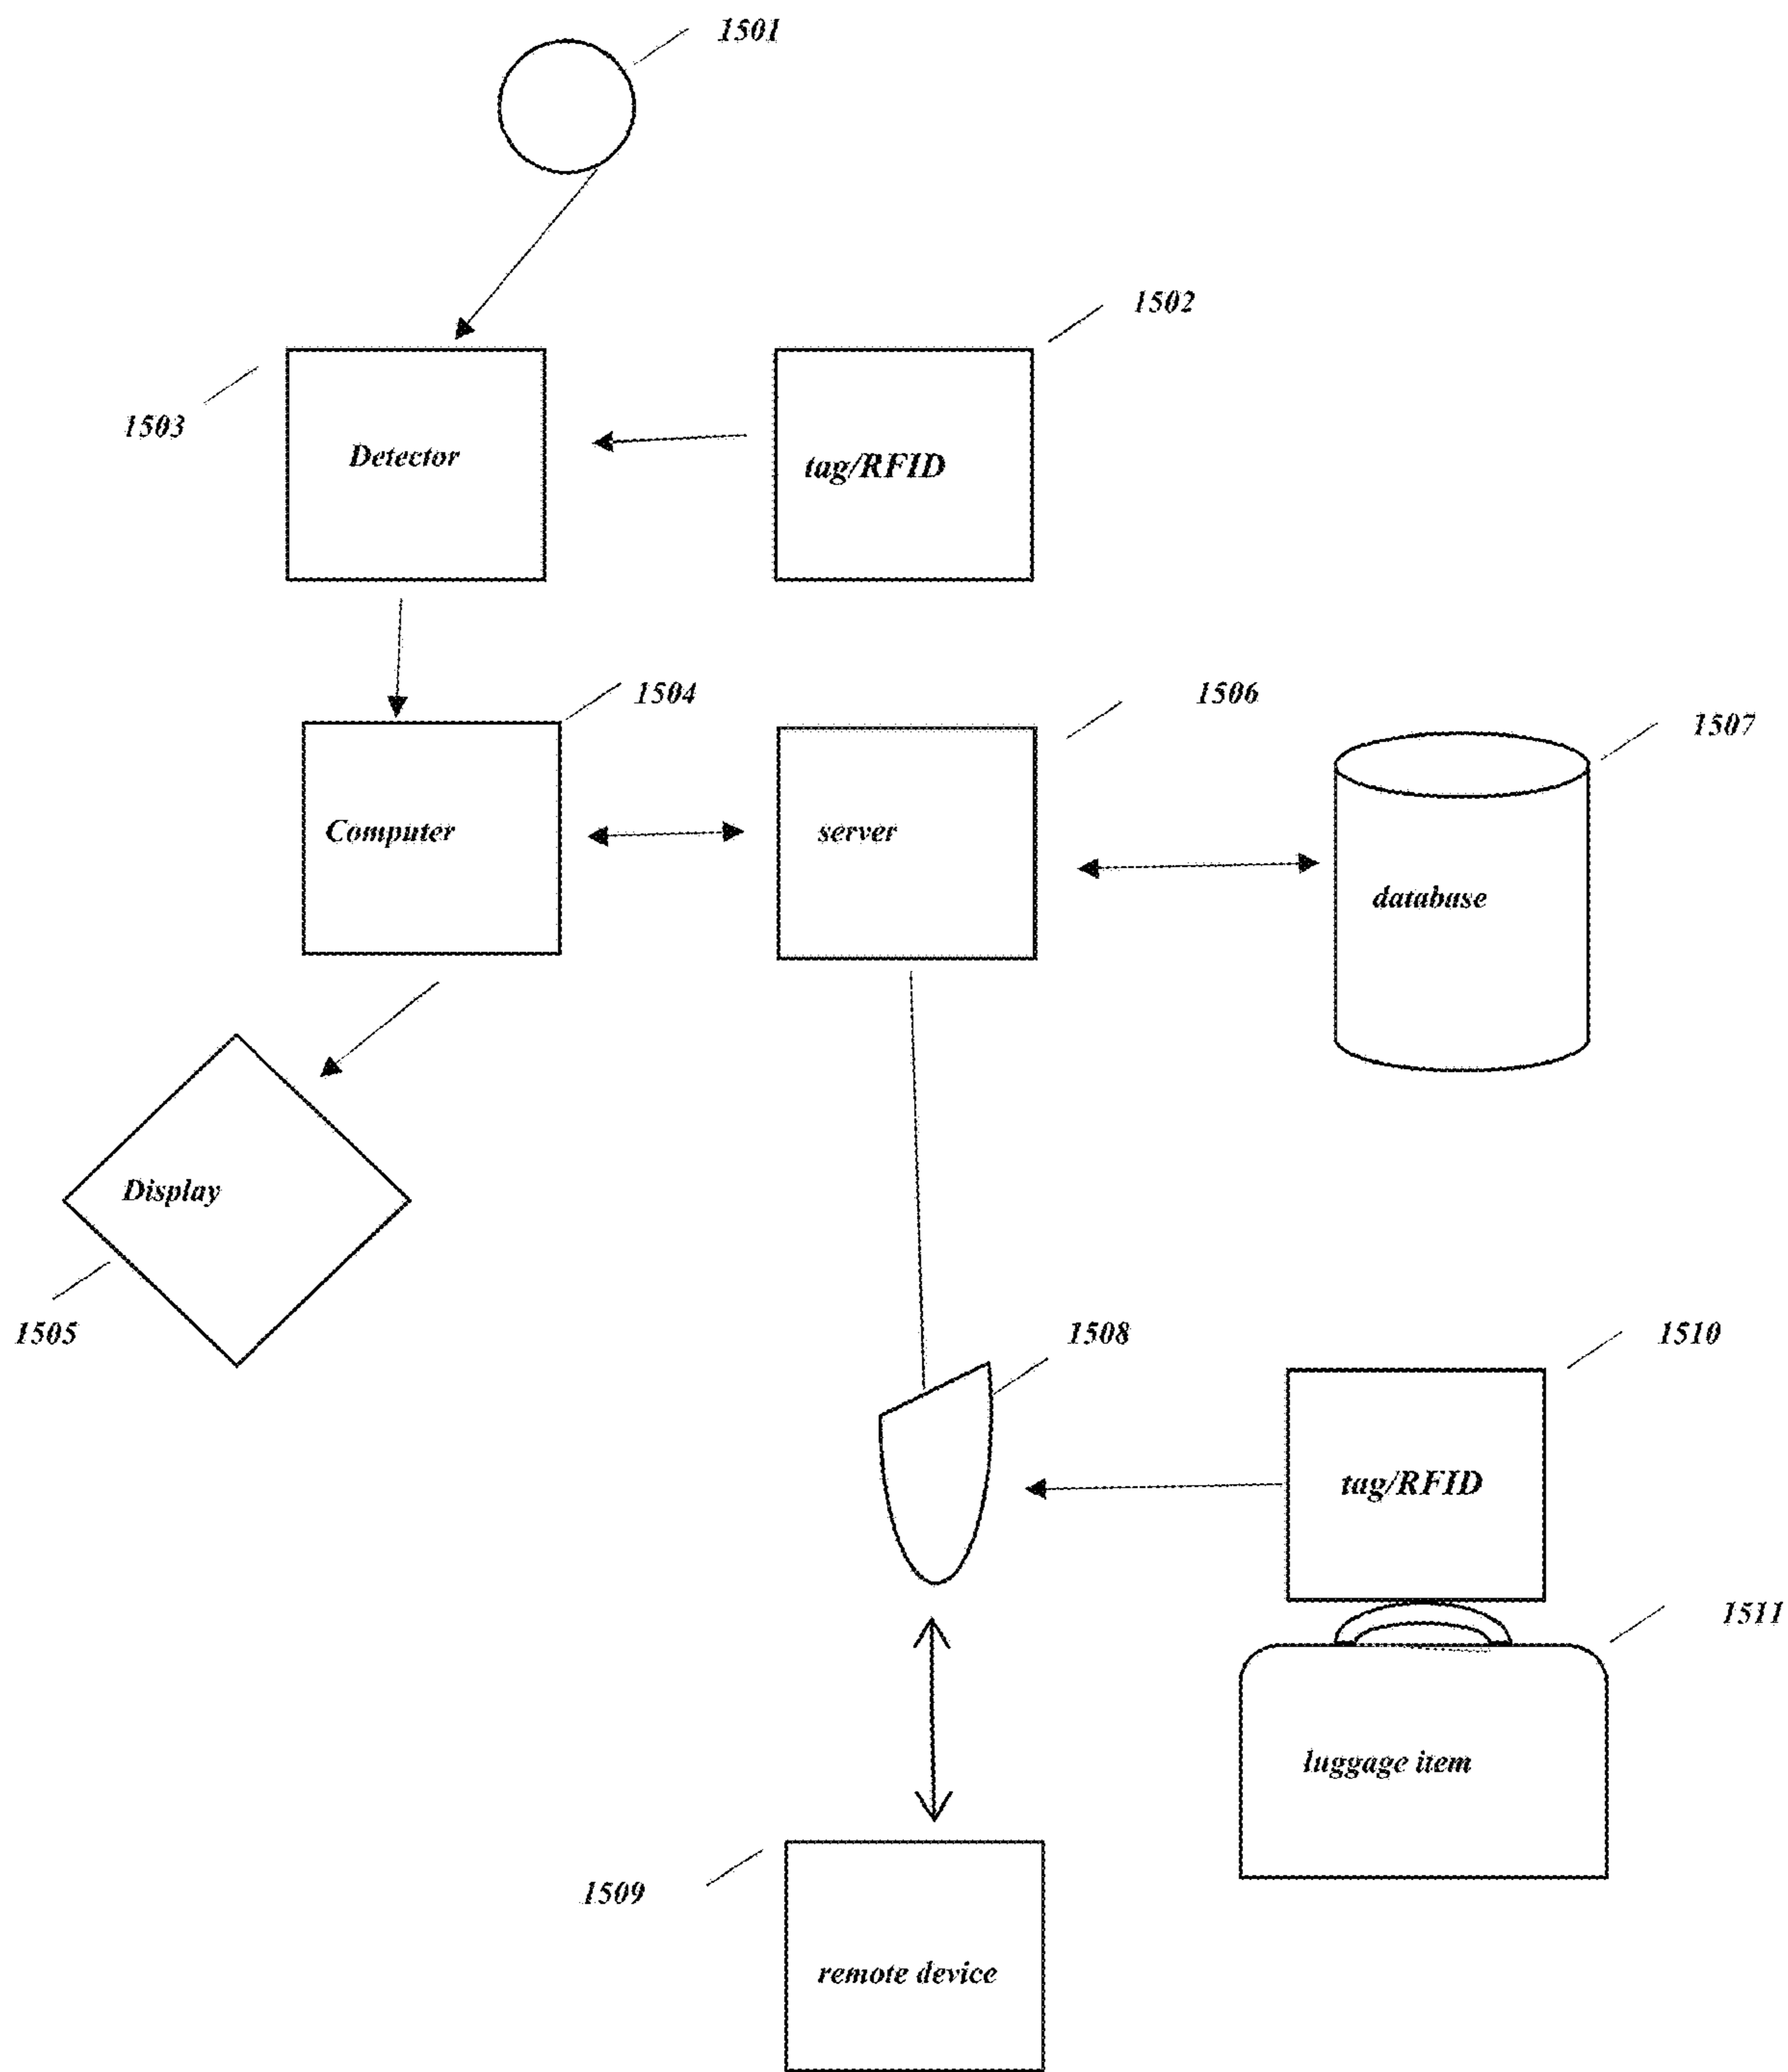 1501
1502
1503
Detector
tag/RFID
1504
1506
1507
Computer
server
database
Display
1505
1508
1510
tag/RFID
1511
luggage item
1509
remote device